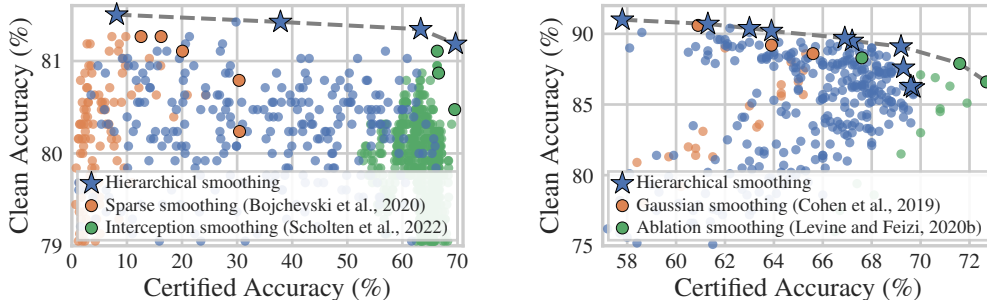 Clean Accuracy (%)
81
80
79
0 10 20 30 40 50 60 70
Certified Accuracy (%)
Hierarchical smoothing
Sparse smoothing (Bojchevski et al., 2020)
Interception smoothing (Scholten et al., 2022)
Clean Accuracy (%)
90
85
80
75
58 60 62 64 66 68 70 72
Certified Accuracy (%)
Hierarchical smoothing
Gaussian smoothing (Cohen et al., 2019)
Ablation smoothing (Levine and Feizi, 2020b)